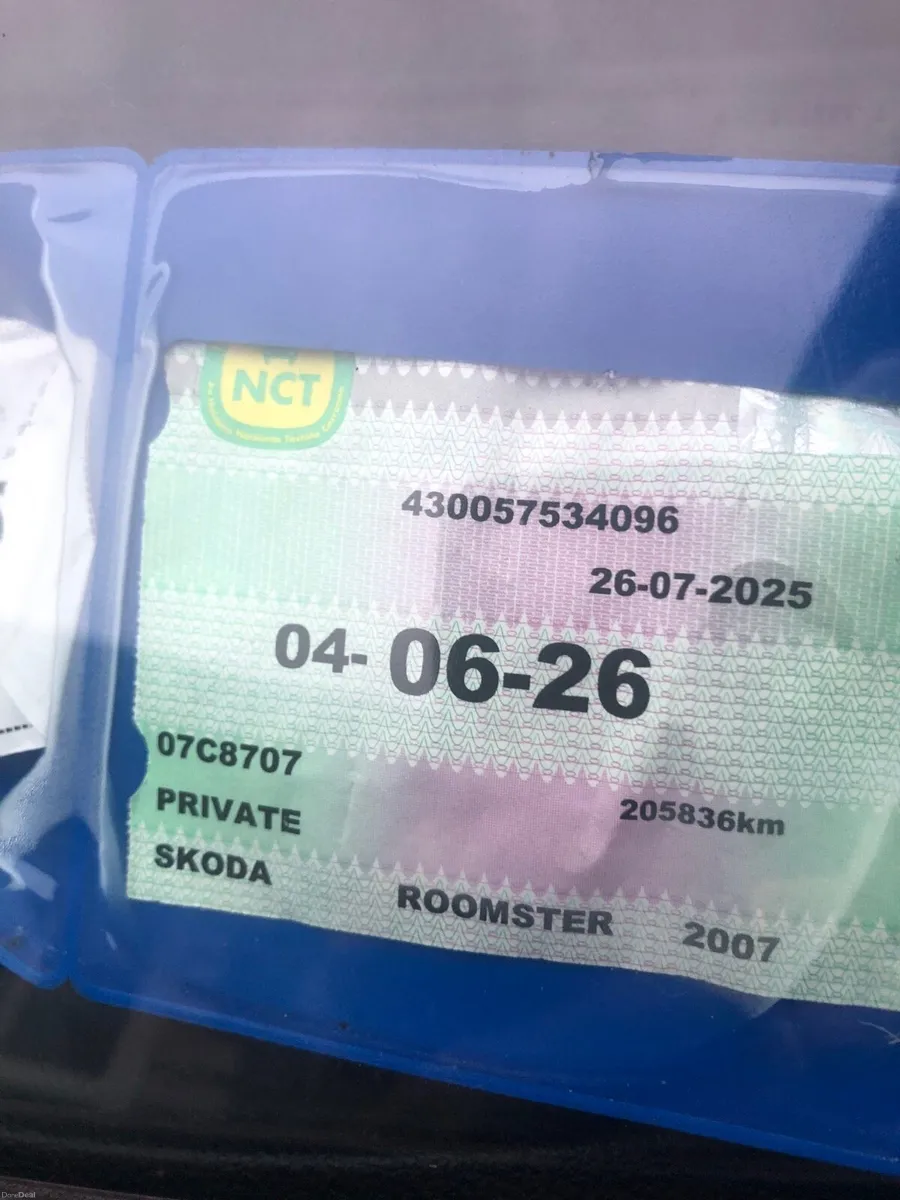 NCT
430057534096
26-07-2025
04-06-26
07C8707
PRIVATE
205836km
SKODA
ROOMSTER 2007
DoneDeal